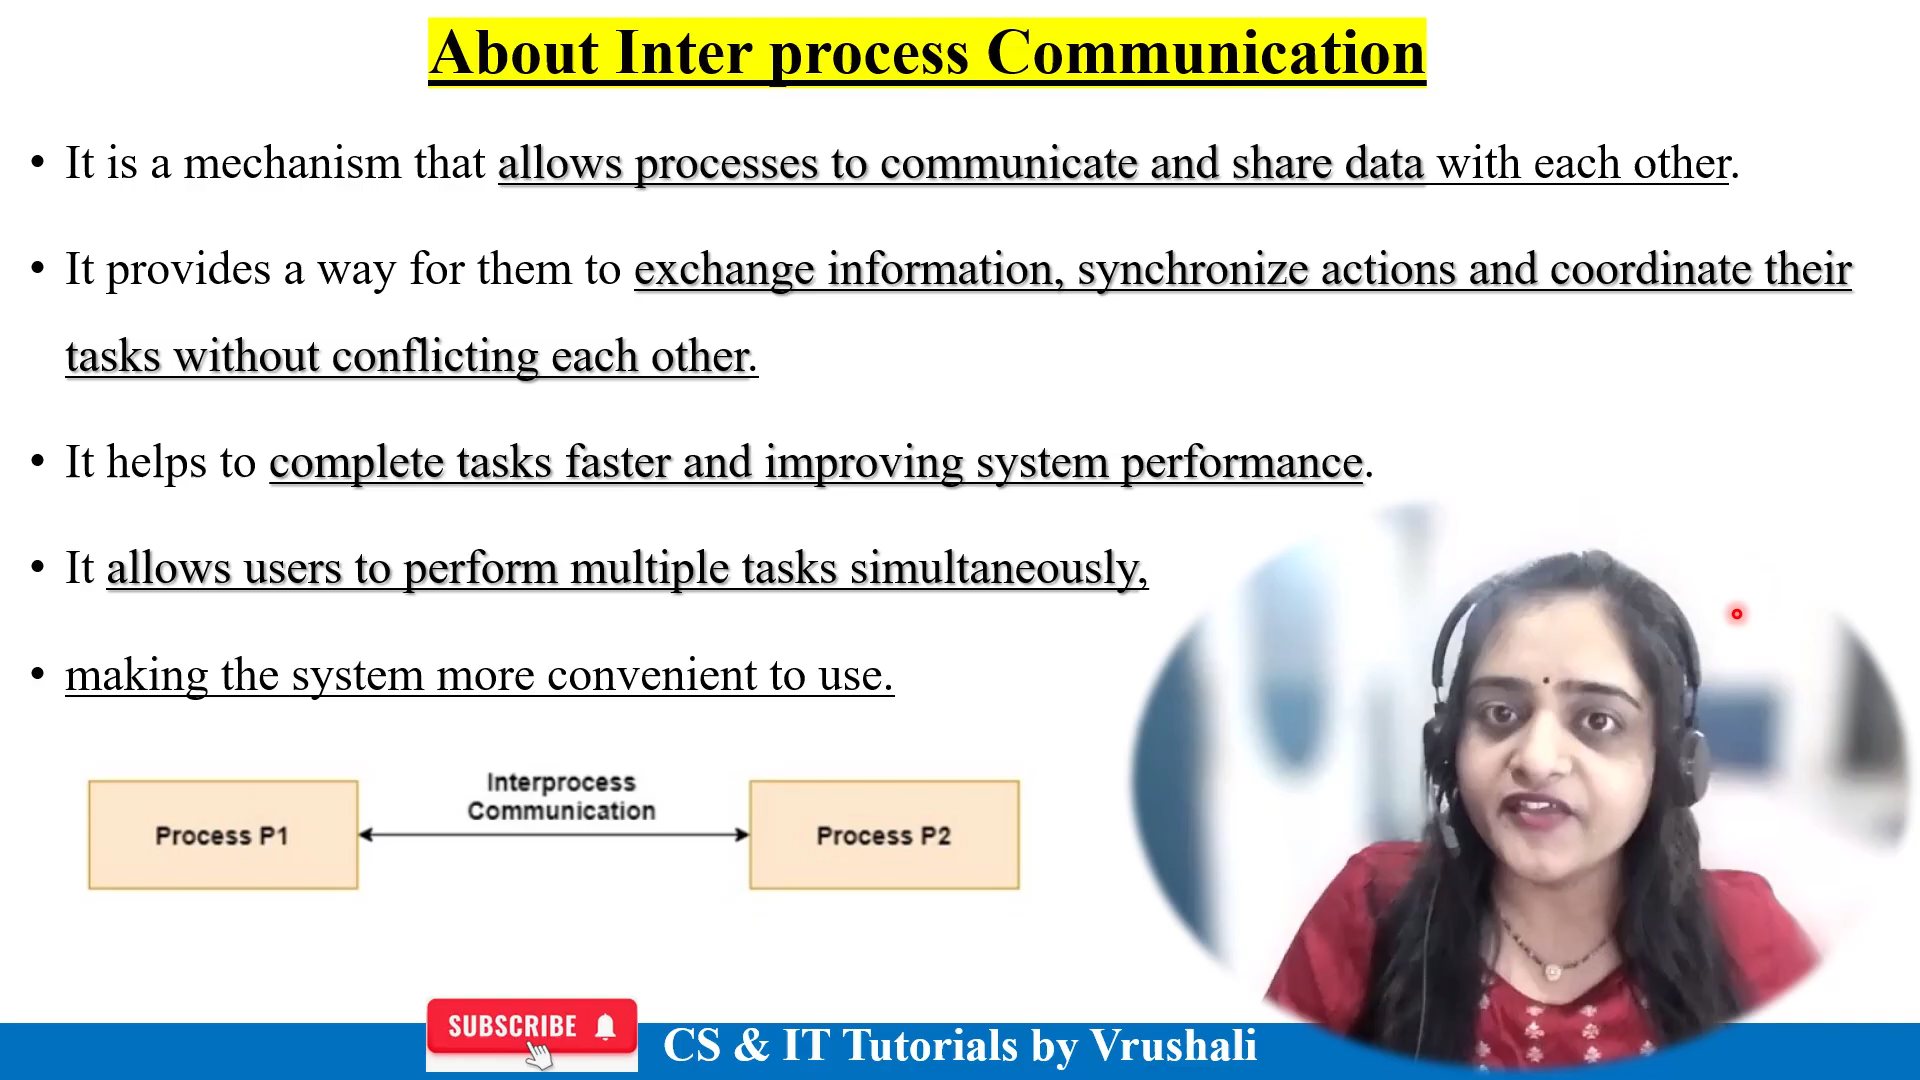 About Inter process Communication
• It is a mechanism that allows processes to communicate and share data with each other.
• It provides a way for them to exchange information, synchronize actions and coordinate their
tasks without conflicting each other.
• It helps to complete tasks faster and improving system performance.
• It allows users to perform multiple tasks simultaneously,
• making the system more convenient to use.
Interprocess
Communication
Process P1
Process P2
SUBSCRIBE
CS & IT Tutorials by Vrushali